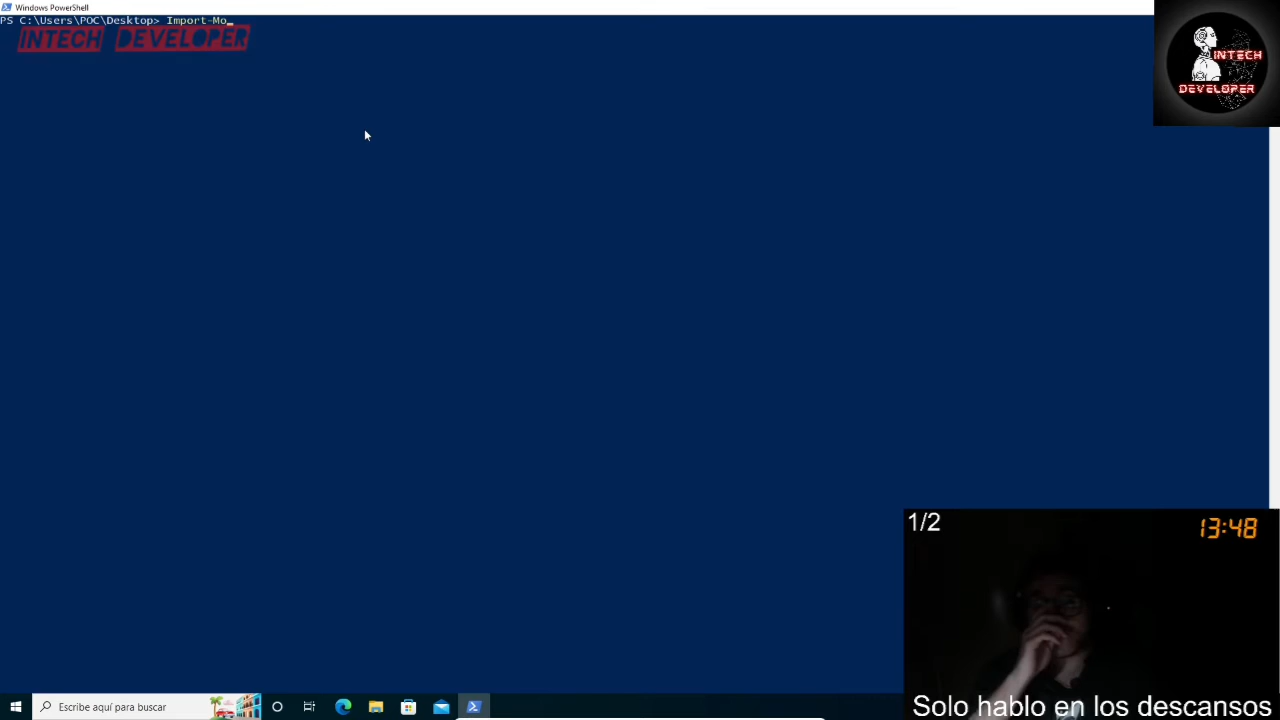 Windows PowerShell
PS C:\Users\POC\Desktop> Import-Mo_
INTECH DEVELOPER
INTECH
DEVELOPER
1/2
13:48
Solo hablo en los descansos
Escribe aquí para buscar